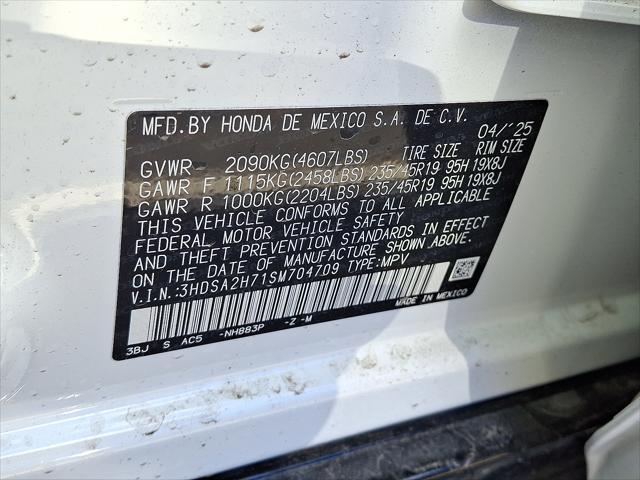 MFD.BY HONDA DE MEXICO S.A. DE C.V. 04/'25
GVWR 2090KG(4607LBS) TIRE SIZE RIM SIZE
GAWR F 1115KG(2458LBS) 235/45R19 95H 19X8J
GAWR R 1000KG(2204LBS) 235/45R19 95H 19X8J
THIS VEHICLE CONFORMS TO ALL APPLICABLE
FEDERAL MOTOR VEHICLE SAFETY
AND THEFT PREVENTION STANDARDS IN EFFECT
ON THE DATE OF MANUFACTURE SHOWN ABOVE.
V.I.N.:3HDSA2H71SM704709 TYPE:MPV
MADE IN MEXICO
3BJ S AC5 -NH883P -Z-M